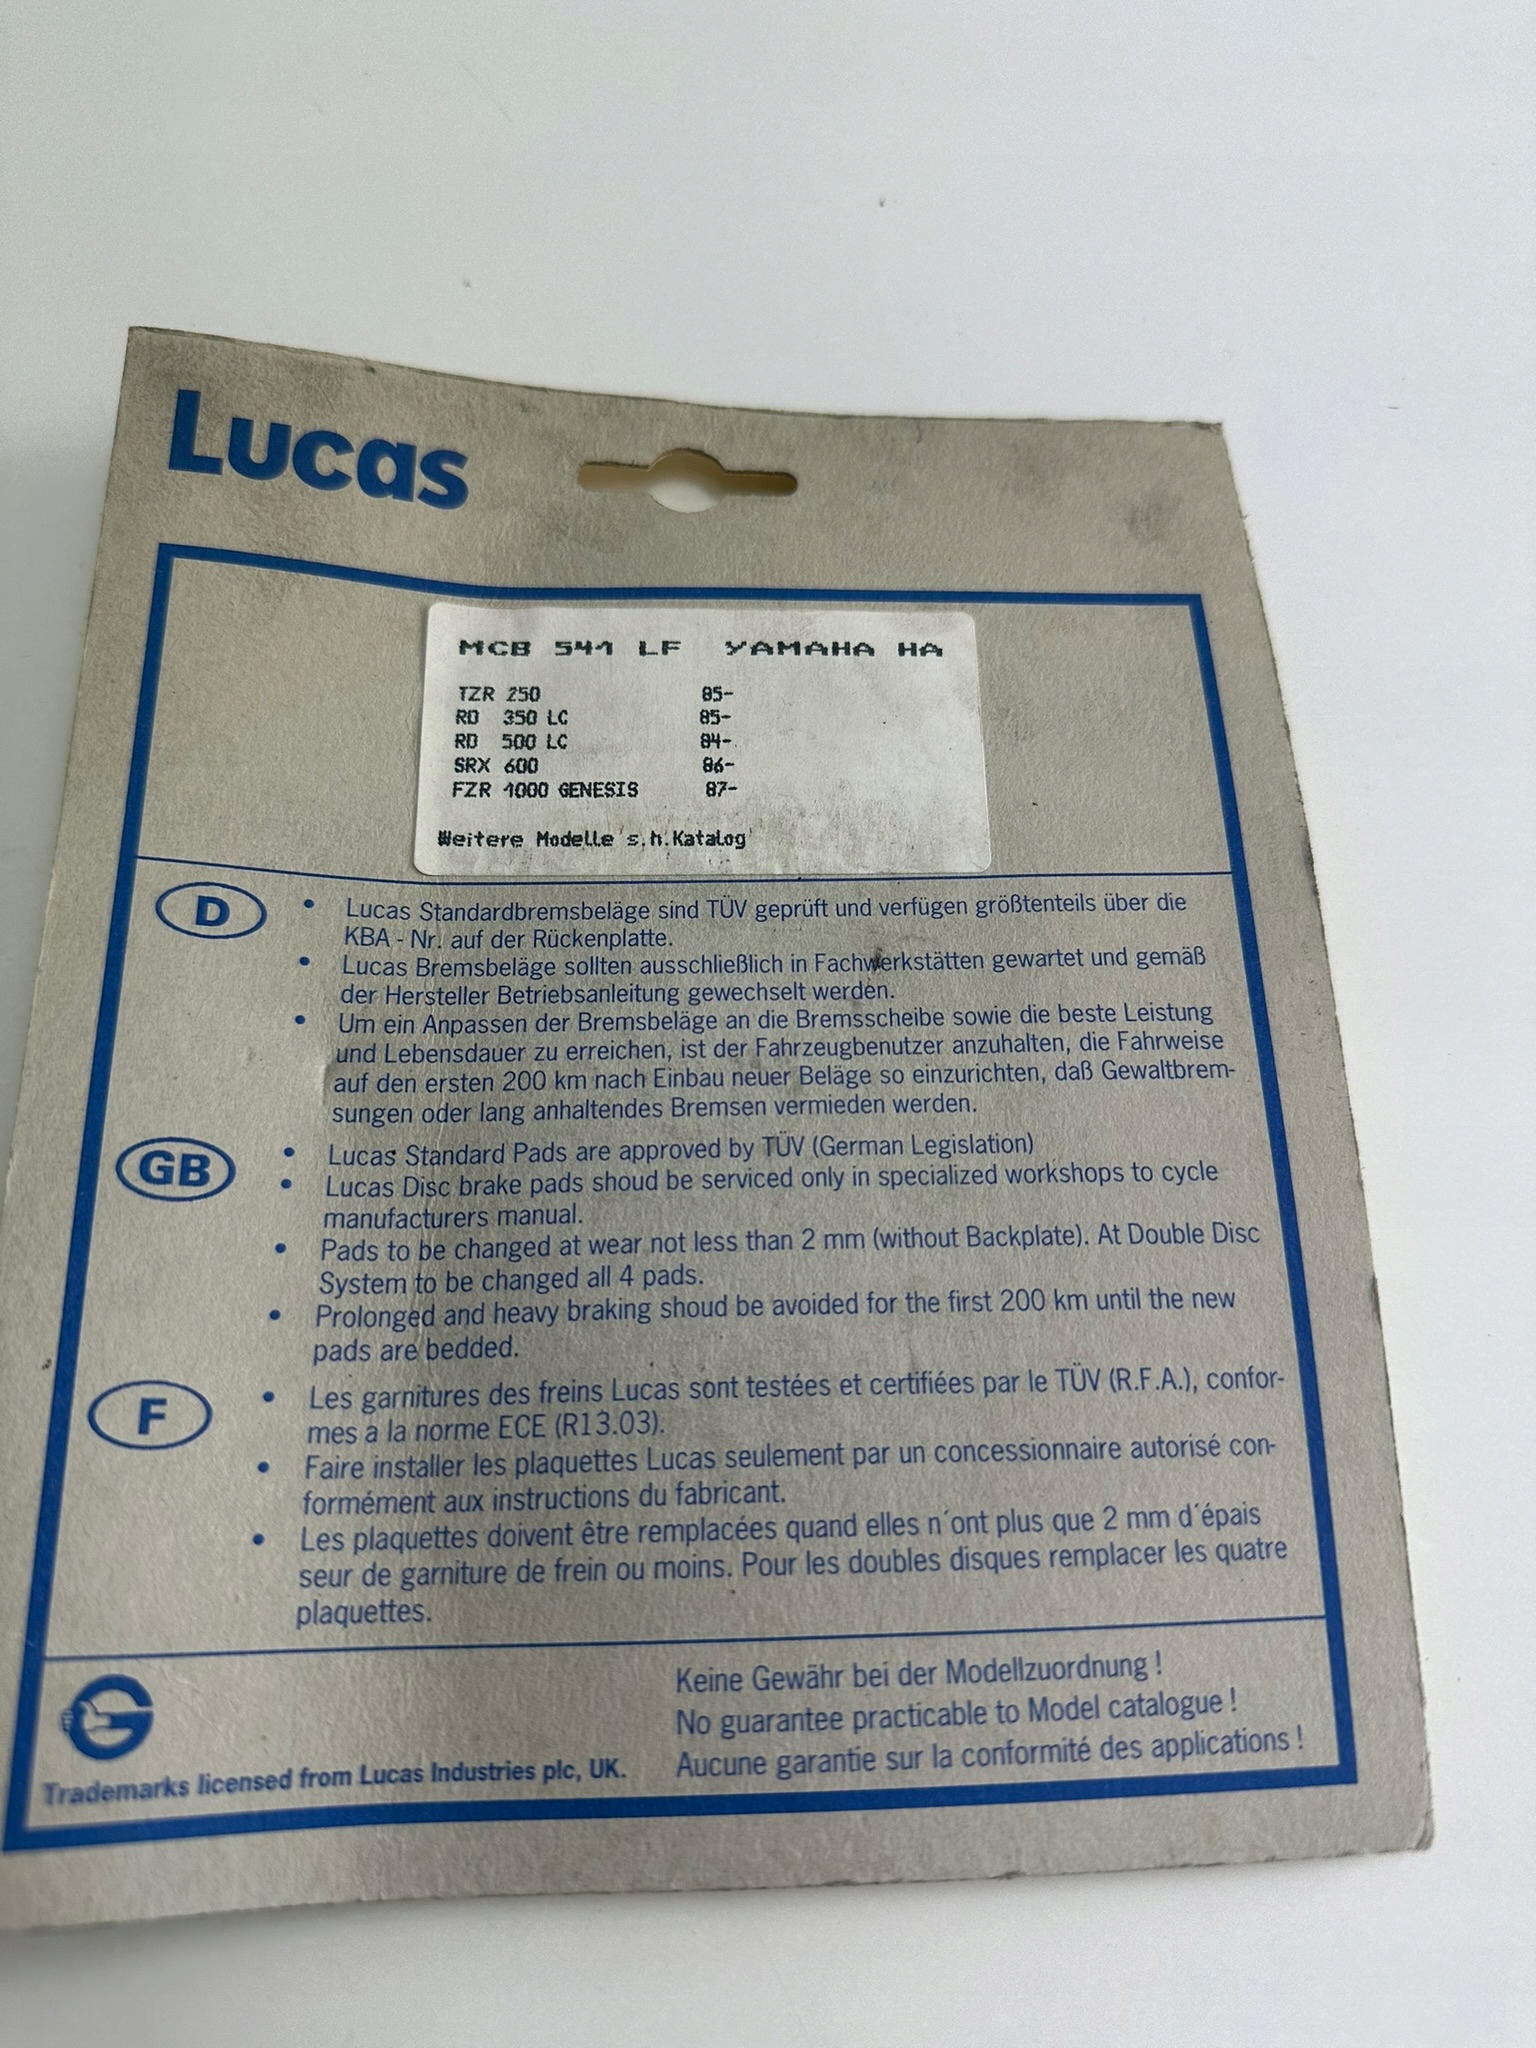 Lucas
MCB 541 LF YAMAHA HA
TZR 250 85-
RD 350 LC 85-
RD 500 LC 84-
SRX 600 86-
FZR 1000 GENESIS 87-
Weitere Modelle s.h.Katalog
D
• Lucas Standardbremsbeläge sind TÜV geprüft und verfügen größtenteils über die
KBA - Nr. auf der Rückenplatte.
• Lucas Bremsbeläge sollten ausschließlich in Fachwerkstätten gewartet und gemäß
der Hersteller Betriebsanleitung gewechselt werden.
• Um ein Anpassen der Bremsbeläge an die Bremsscheibe sowie die beste Leistung
und Lebensdauer zu erreichen, ist der Fahrzeugbenutzer anzuhalten, die Fahrweise
auf den ersten 200 km nach Einbau neuer Beläge so einzurichten, daß Gewaltbrem-
sungen oder lang anhaltendes Bremsen vermieden werden.
GB
• Lucas Standard Pads are approved by TÜV (German Legislation)
• Lucas Disc brake pads shoud be serviced only in specialized workshops to cycle
manufacturers manual.
• Pads to be changed at wear not less than 2 mm (without Backplate). At Double Disc
System to be changed all 4 pads.
• Prolonged and heavy braking shoud be avoided for the first 200 km until the new
pads are bedded.
F
• Les garnitures des freins Lucas sont testées et certifiées par le TÜV (R.F.A.), confor-
mes a la norme ECE (R13.03).
• Faire installer les plaquettes Lucas seulement par un concessionnaire autorisé con-
formément aux instructions du fabricant.
• Les plaquettes doivent être remplacées quand elles n´ont plus que 2 mm d´épais
seur de garniture de frein ou moins. Pour les doubles disques remplacer les quatre
plaquettes.
Keine Gewähr bei der Modellzuordnung !
No guarantee practicable to Model catalogue !
Aucune garantie sur la conformité des applications !
Trademarks licensed from Lucas Industries plc, UK.